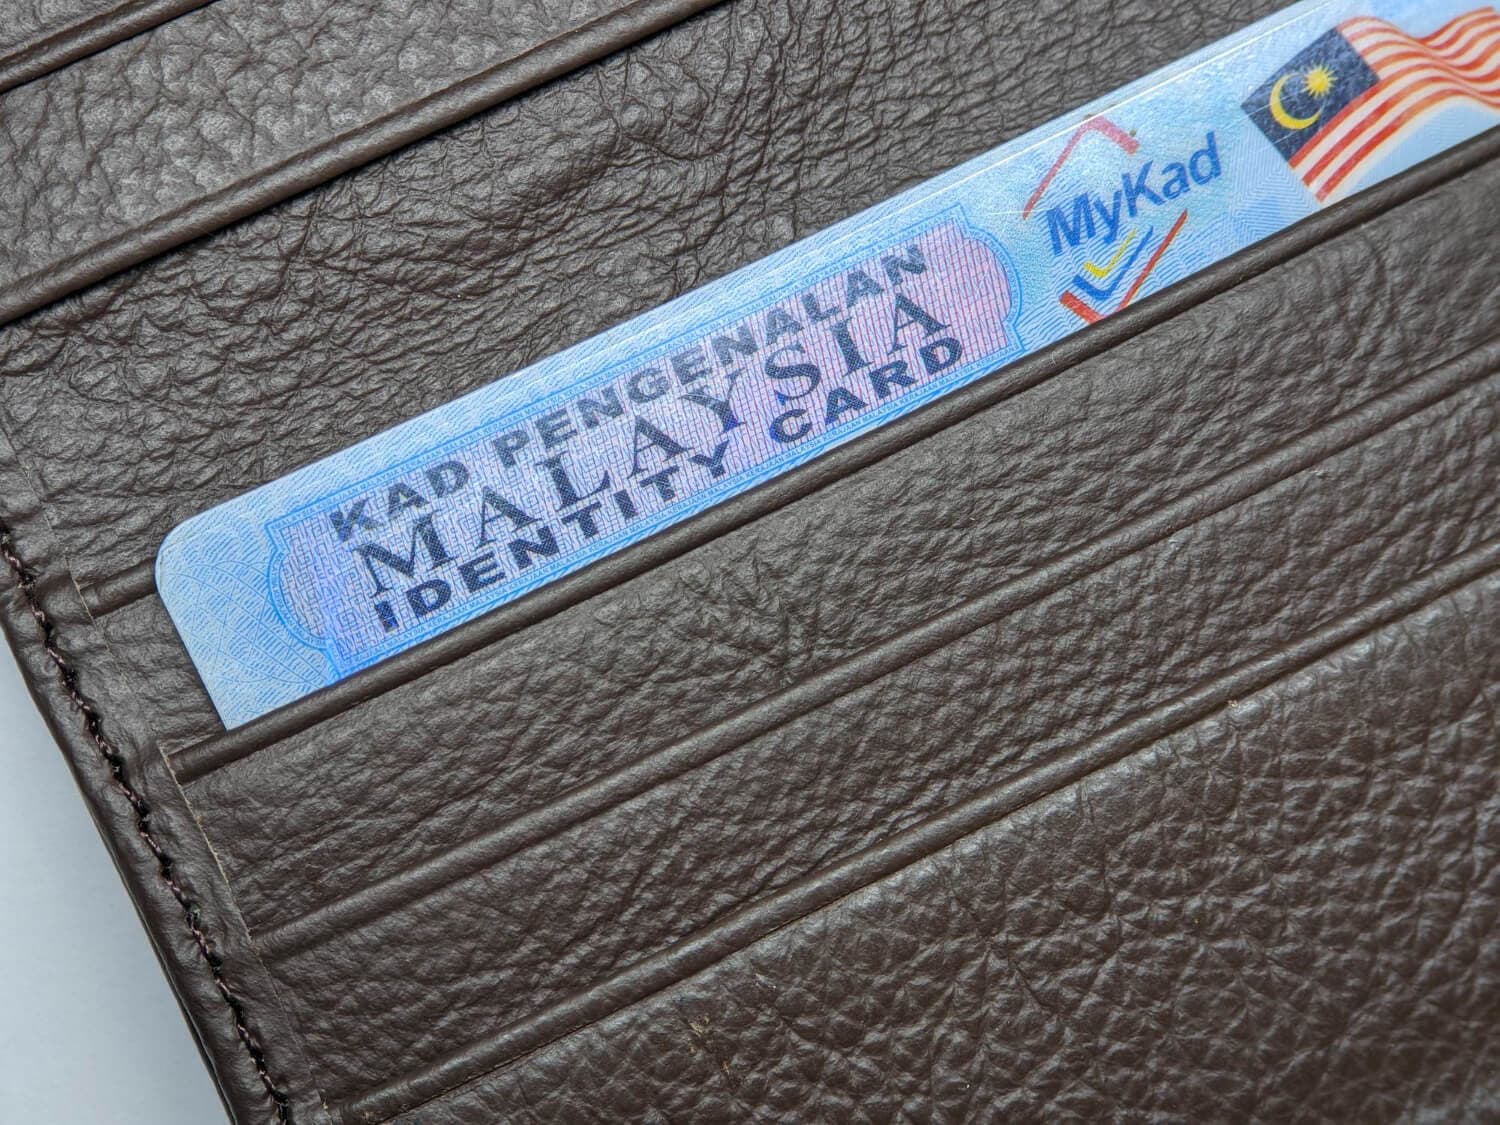 KAD PENGENALAN
MALAYSIA
IDENTITY CARD
MyKad